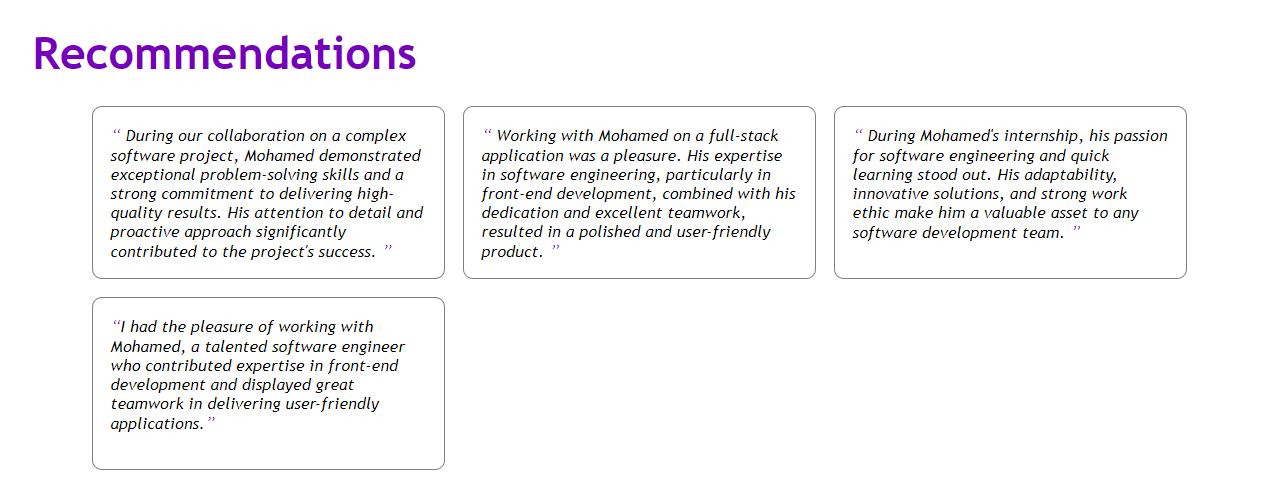 Recommendations
“ During our collaboration on a complex
software project, Mohamed demonstrated
exceptional problem-solving skills and a
strong commitment to delivering high-
quality results. His attention to detail and
proactive approach significantly
contributed to the project's success. ”
“ Working with Mohamed on a full-stack
application was a pleasure. His expertise
in software engineering, particularly in
front-end development, combined with his
dedication and excellent teamwork,
resulted in a polished and user-friendly
product. ”
“ During Mohamed's internship, his passion
for software engineering and quick
learning stood out. His adaptability,
innovative solutions, and strong work
ethic make him a valuable asset to any
software development team. ”
“I had the pleasure of working with
Mohamed, a talented software engineer
who contributed expertise in front-end
development and displayed great
teamwork in delivering user-friendly
applications.”